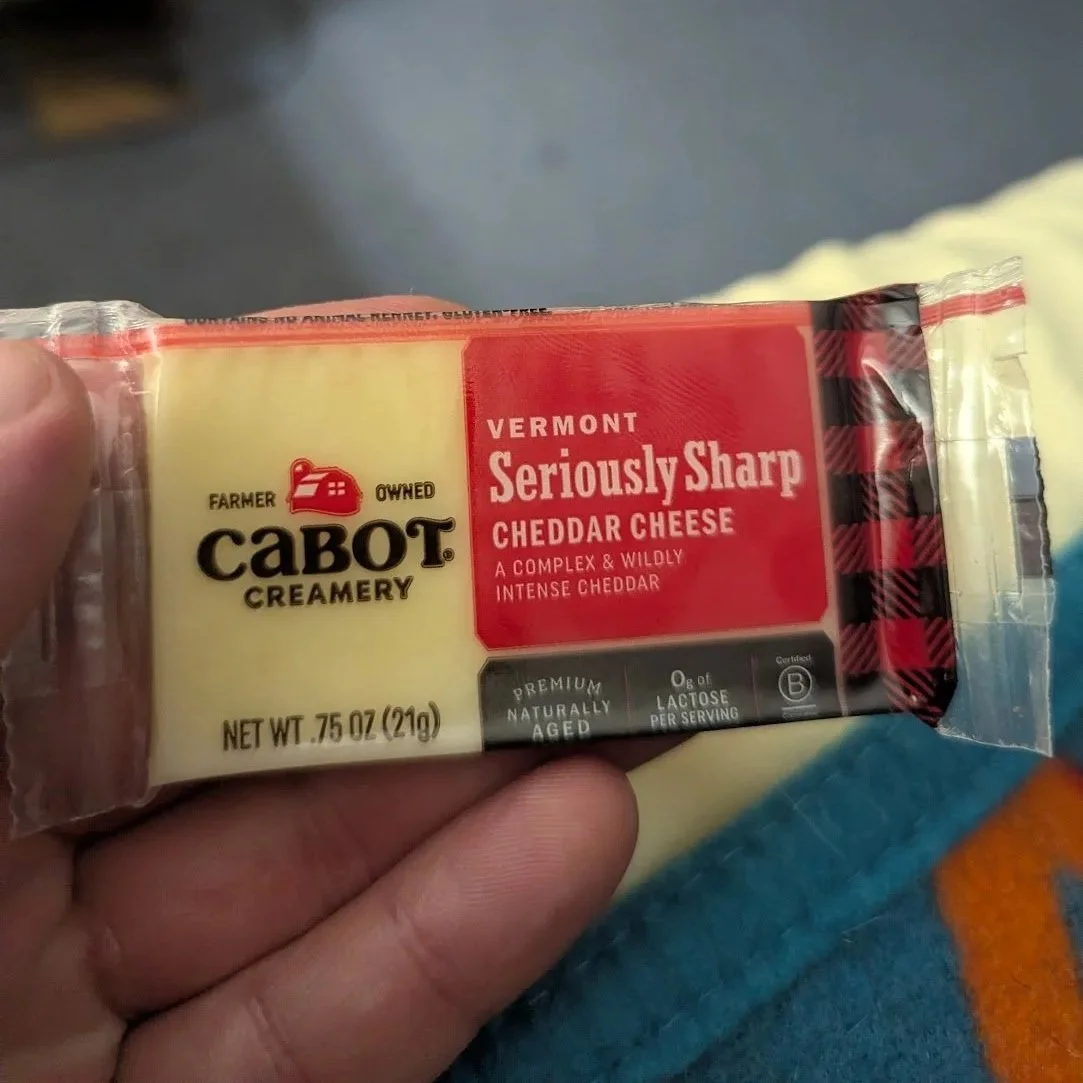 CONTAINS NO ANIMAL RENNET. GLUTEN FREE.
FARMER OWNED
CABOT®
CREAMERY
NET WT .75 OZ (21g)
VERMONT
Seriously Sharp
CHEDDAR CHEESE
A COMPLEX & WILDLY
INTENSE CHEDDAR
PREMIUM
NATURALLY
AGED
0g of
LACTOSE
PER SERVING
Certified
B